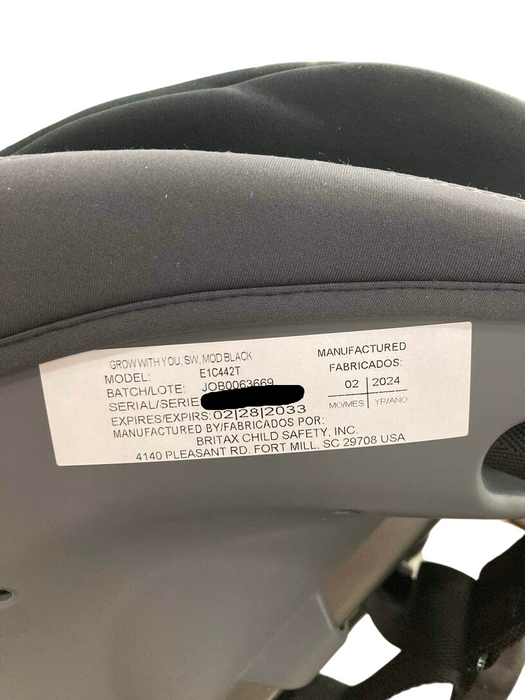 GROW WITH YOU, SW, MOD BLACK
MODEL: E1C442T
BATCH/LOTE: JOB0063669
SERIAL/SERIE
EXPIRES/EXPIRS: 02|28|2033
MANUFACTURED BY/FABRICADOS POR:
BRITAX CHILD SAFETY, INC.
4140 PLEASANT RD. FORT MILL, SC 29708 USA
MANUFACTURED
FABRICADOS:
02 | 2024
MO/MES | YR/ANO